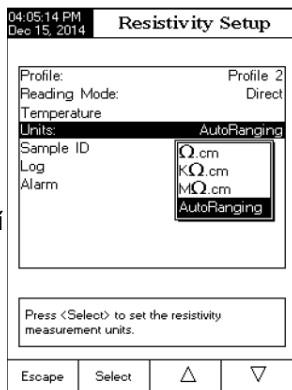 04:05:14 PM
Dec 15, 2014
Resistivity Setup
Profile: Profile 2
Reading Mode: Direct
Temperature
Units: AutoRanging
Sample ID
Log
Alarm
Ω.cm
KΩ.cm
MΩ.cm
AutoRanging
í
Press <Select> to set the resistivity
measurement units.
Escape Select △ ▽